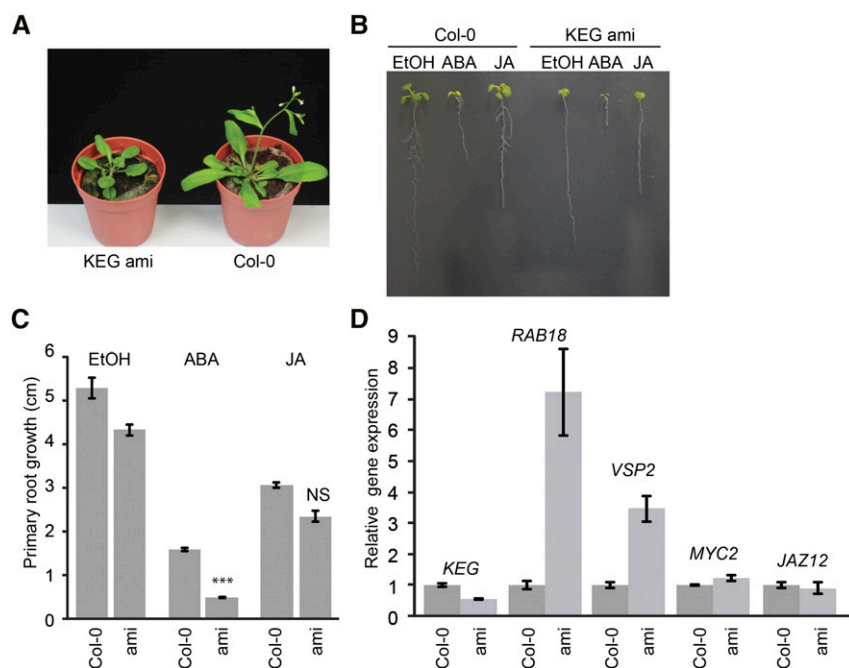 A
KEG ami
Col-0
B
Col-0
KEG ami
EtOH ABA JA
EtOH ABA JA
C
Primary root growth (cm)
6
5
4
3
2
1
0
EtOH
ABA
JA
***
NS
Col-0
ami
Col-0
ami
Col-0
ami
D
Relative gene expression
9
8
7
6
5
4
3
2
1
0
KEG
RAB18
VSP2
MYC2
JAZ12
Col-0
ami
Col-0
ami
Col-0
ami
Col-0
ami
Col-0
ami